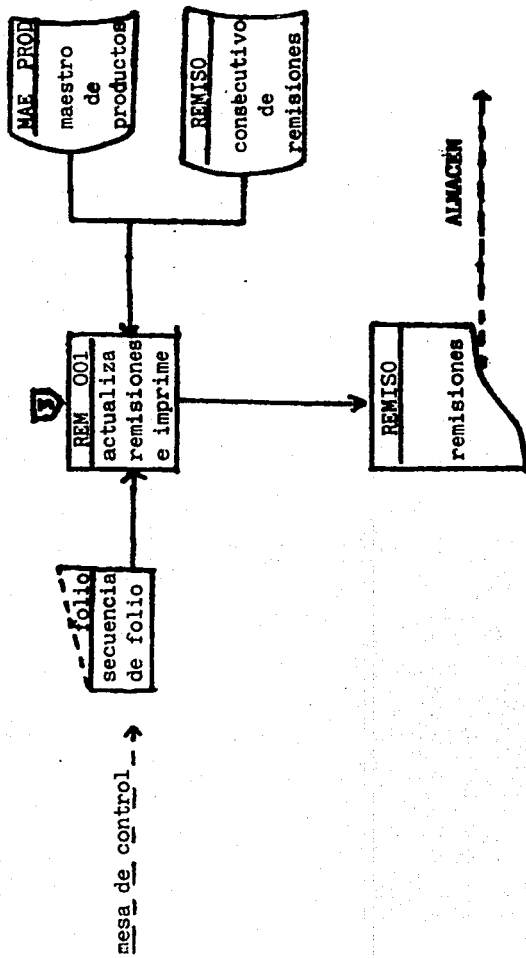 mesa de control
folio
secuencia
de folio
3
REM 001
actualiza
remisiones
e imprime
MAE PROD
maestro
de
productos
REMISO
consecutivo
de
remisiones
REMISO
remisiones
ALMACEN